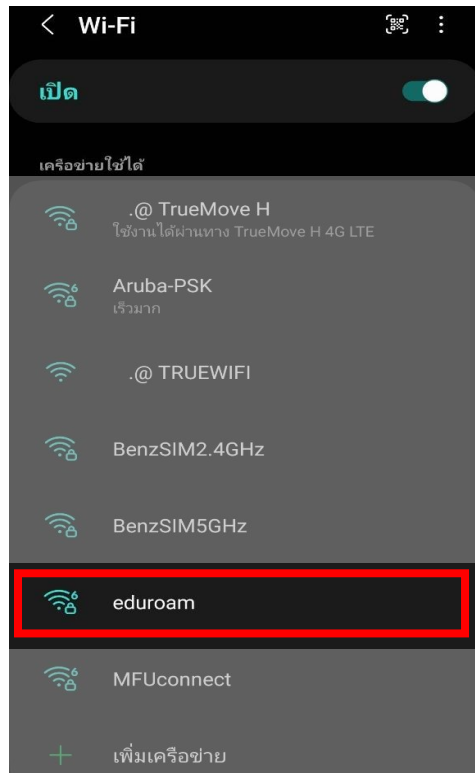 Wi-Fi
เปิด
เครือข่ายใช้ได้
.@ TrueMove H
ใช้งานได้ผ่านทาง TrueMove H 4G LTE
Aruba-PSK
เร็วมาก
.@ TRUEWIFI
BenzSIM2.4GHz
BenzSIM5GHz
eduroam
MFUconnect
เพิ่มเครือข่าย